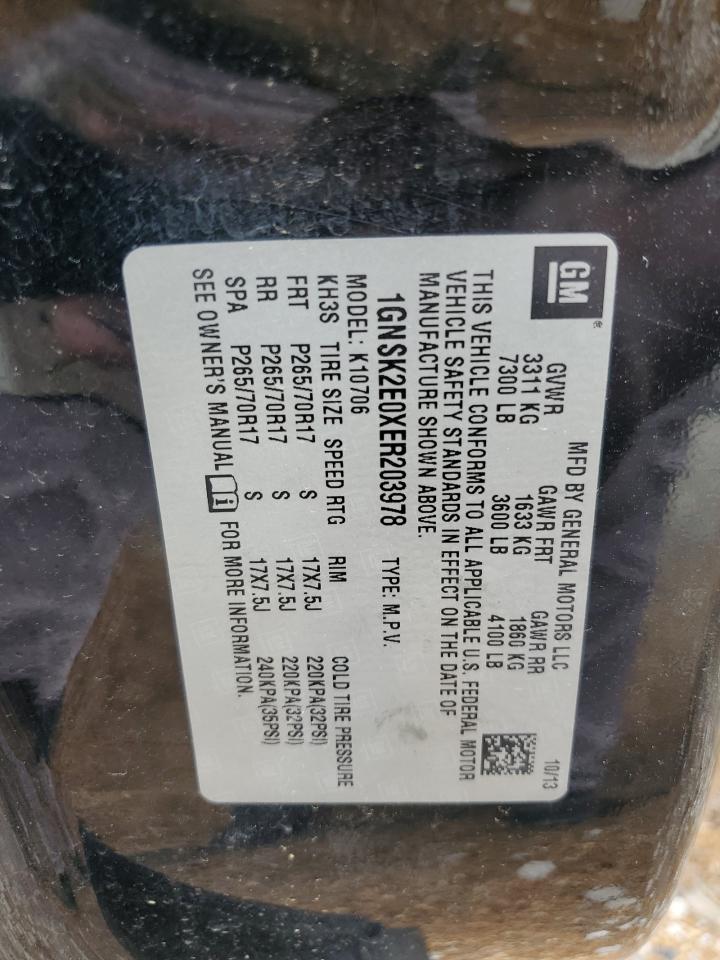 GM
MFD BY GENERAL MOTORS LLC 10/13
GVWR GAWR FRT GAWR RR
3311 KG 1633 KG 1860 KG
7300 LB 3600 LB 4100 LB
THIS VEHICLE CONFORMS TO ALL APPLICABLE U.S. FEDERAL MOTOR
VEHICLE SAFETY STANDARDS IN EFFECT ON THE DATE OF
MANUFACTURE SHOWN ABOVE.
1GNSK2E0XER203978 TYPE: M.P.V.
MODEL: K10706
KH3S TIRE SIZE SPEED RTG RIM COLD TIRE PRESSURE
FRT P265/70R17 S 17X7.5J 220KPA(32PSI)
RR P265/70R17 S 17X7.5J 220KPA(32PSI)
SPA P265/70R17 S 17X7.5J 240KPA(35PSI)
SEE OWNER'S MANUAL i FOR MORE INFORMATION.